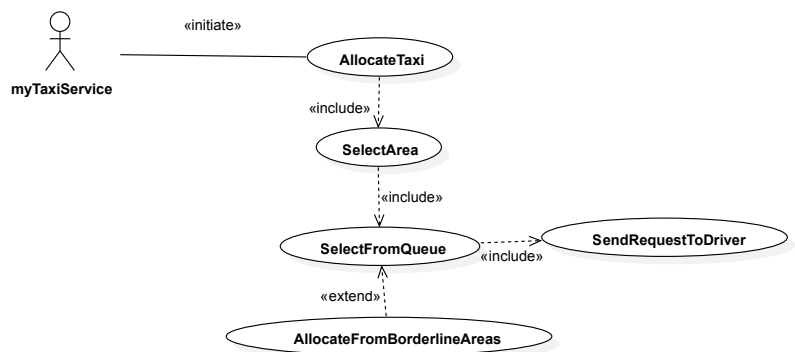 «initiate»
AllocateTaxi
myTaxiService
«include»
SelectArea
«include»
SelectFromQueue
«include»
SendRequestToDriver
«extend»
AllocateFromBorderlineAreas